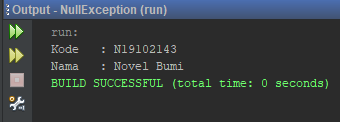 Output - NullException (run)
run:
Kode   : N19102143
Nama   : Novel Bumi
BUILD SUCCESSFUL (total time: 0 seconds)